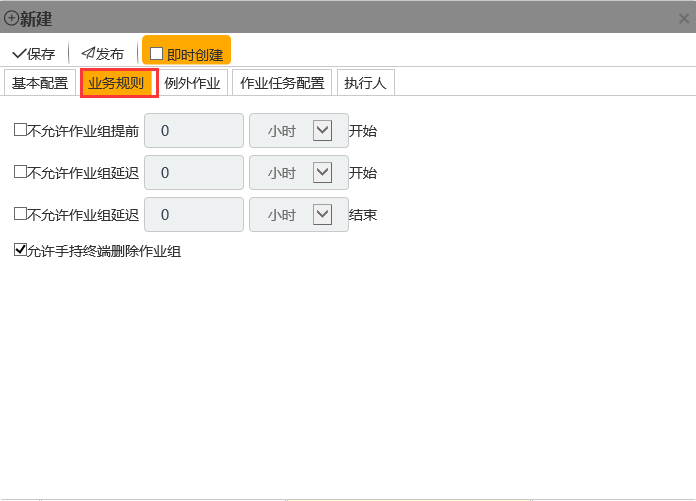 新建
保存 发布 即时创建
基本配置 业务规则 例外作业 作业任务配置 执行人
不允许作业组提前 0 小时 开始
不允许作业组延迟 0 小时 开始
不允许作业组延迟 0 小时 结束
允许手持终端删除作业组